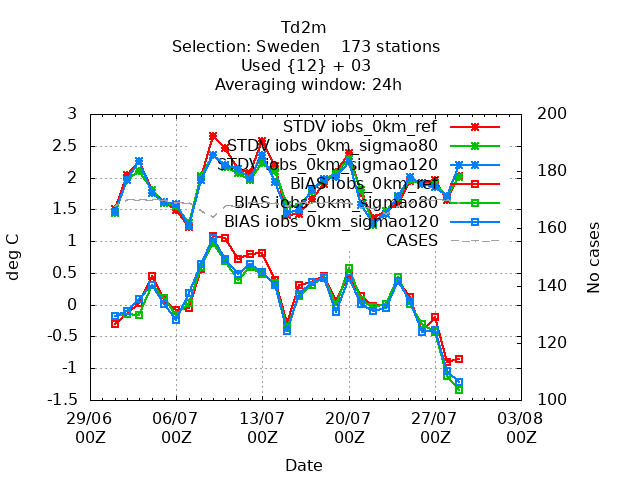 Td2m
Selection: Sweden    173 stations
Used {12} + 03
Averaging window: 24h
STDV iobs_0km_ref
STDV iobs_0km_sigmao80
STDV iobs_0km_sigmao120
BIAS iobs_0km_ref
BIAS iobs_0km_sigmao80
BIAS iobs_0km_sigmao120
CASES
3
2.5
2
1.5
1
0.5
0
-0.5
-1
-1.5
deg C
200
180
160
140
120
100
No cases
29/06 06/07 13/07 20/07 27/07 03/08
00Z 00Z 00Z 00Z 00Z 00Z
Date